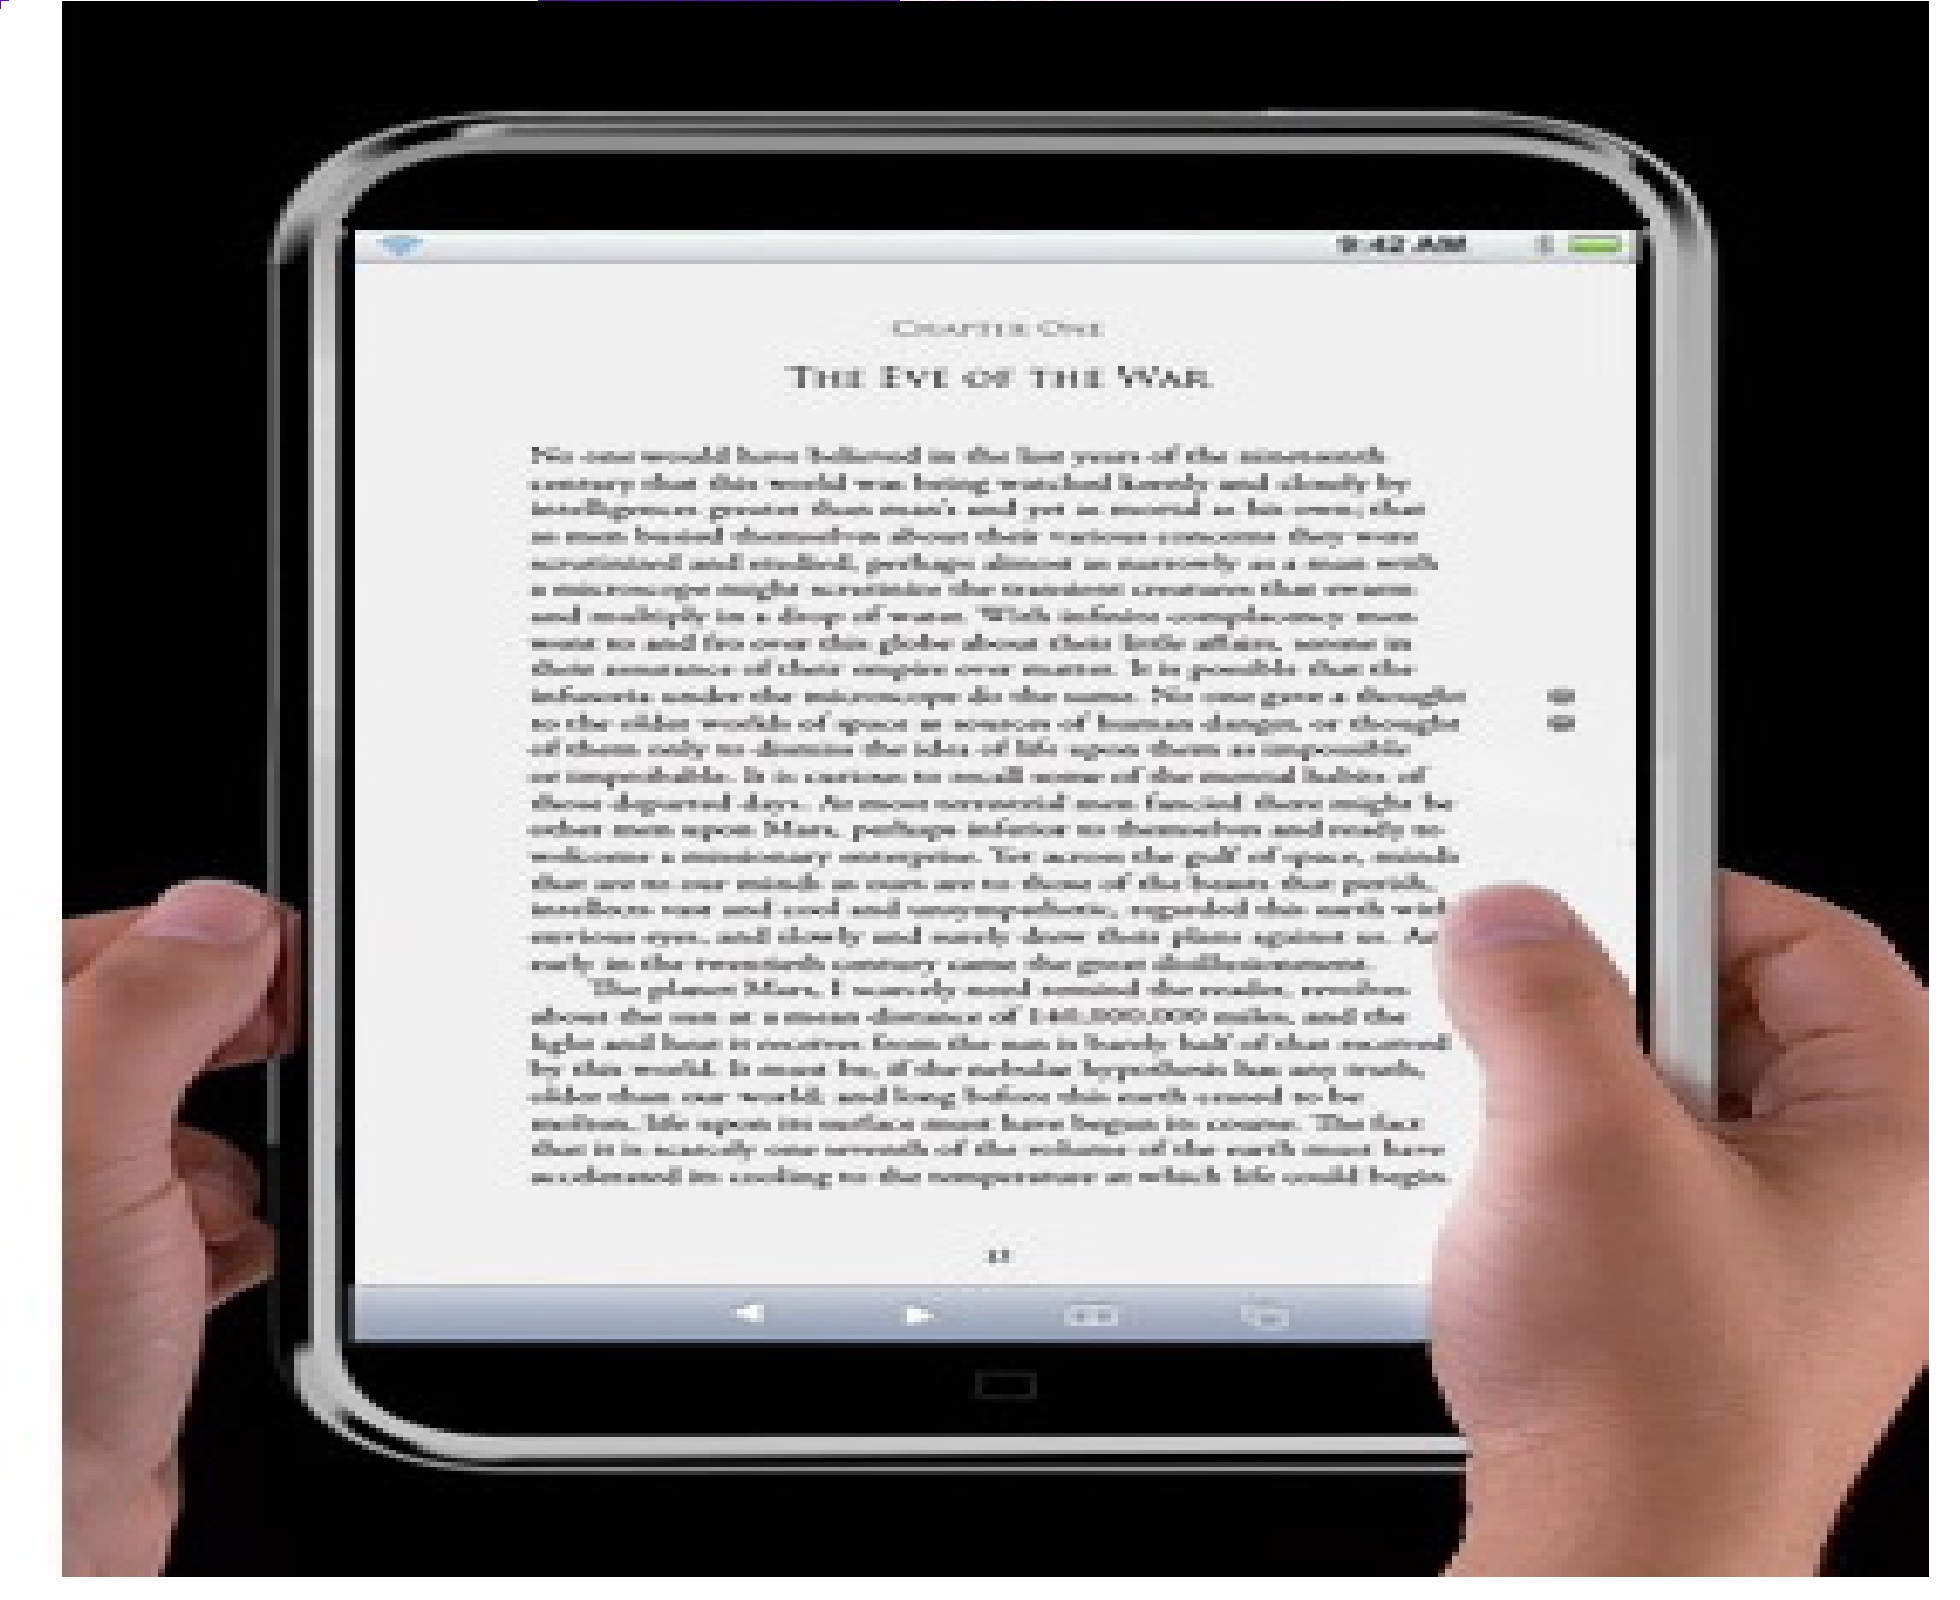 9:42 AM
CHAPTER ONE
THE EVE OF THE WAR
No one would have believed in the last years of the nineteenth
century that this world was being watched keenly and closely by
intelligences greater than man's and yet as mortal as his own; that
as men busied themselves about their various concerns they were
scrutinized and studied, perhaps almost as narrowly as a man with
a microscope might scrutinize the transient creatures that swarm
and multiply in a drop of water. With infinite complacency men
went to and fro over this globe about their little affairs, serene in
their assurance of their empire over matter. It is possible that the
infusoria under the microscope do the same. No one gave a thought
to the older worlds of space as sources of human danger, or thought
of them only to dismiss the idea of life upon them as impossible
or improbable. It is curious to recall some of the mental habits of
those departed days. At most terrestrial men fancied there might be
other men upon Mars, perhaps inferior to themselves and ready to
welcome a missionary enterprise. Yet across the gulf of space, minds
that are to our minds as ours are to those of the beasts that perish,
intellects vast and cool and unsympathetic, regarded this earth with
envious eyes, and slowly and surely drew their plans against us. An
early in the twentieth century came the great disillusionment.
The planet Mars, I scarcely need remind the reader, revolves
about the sun at a mean distance of 140,000,000 miles, and the
light and heat it receives from the sun is barely half of that received
by this world. It must be, if the nebular hypothesis has any truth,
older than our world; and long before this earth ceased to be
molten, life upon its surface must have begun its course. The fact
that it is scarcely one seventh of the volume of the earth must have
accelerated its cooling to the temperature at which life could begin.